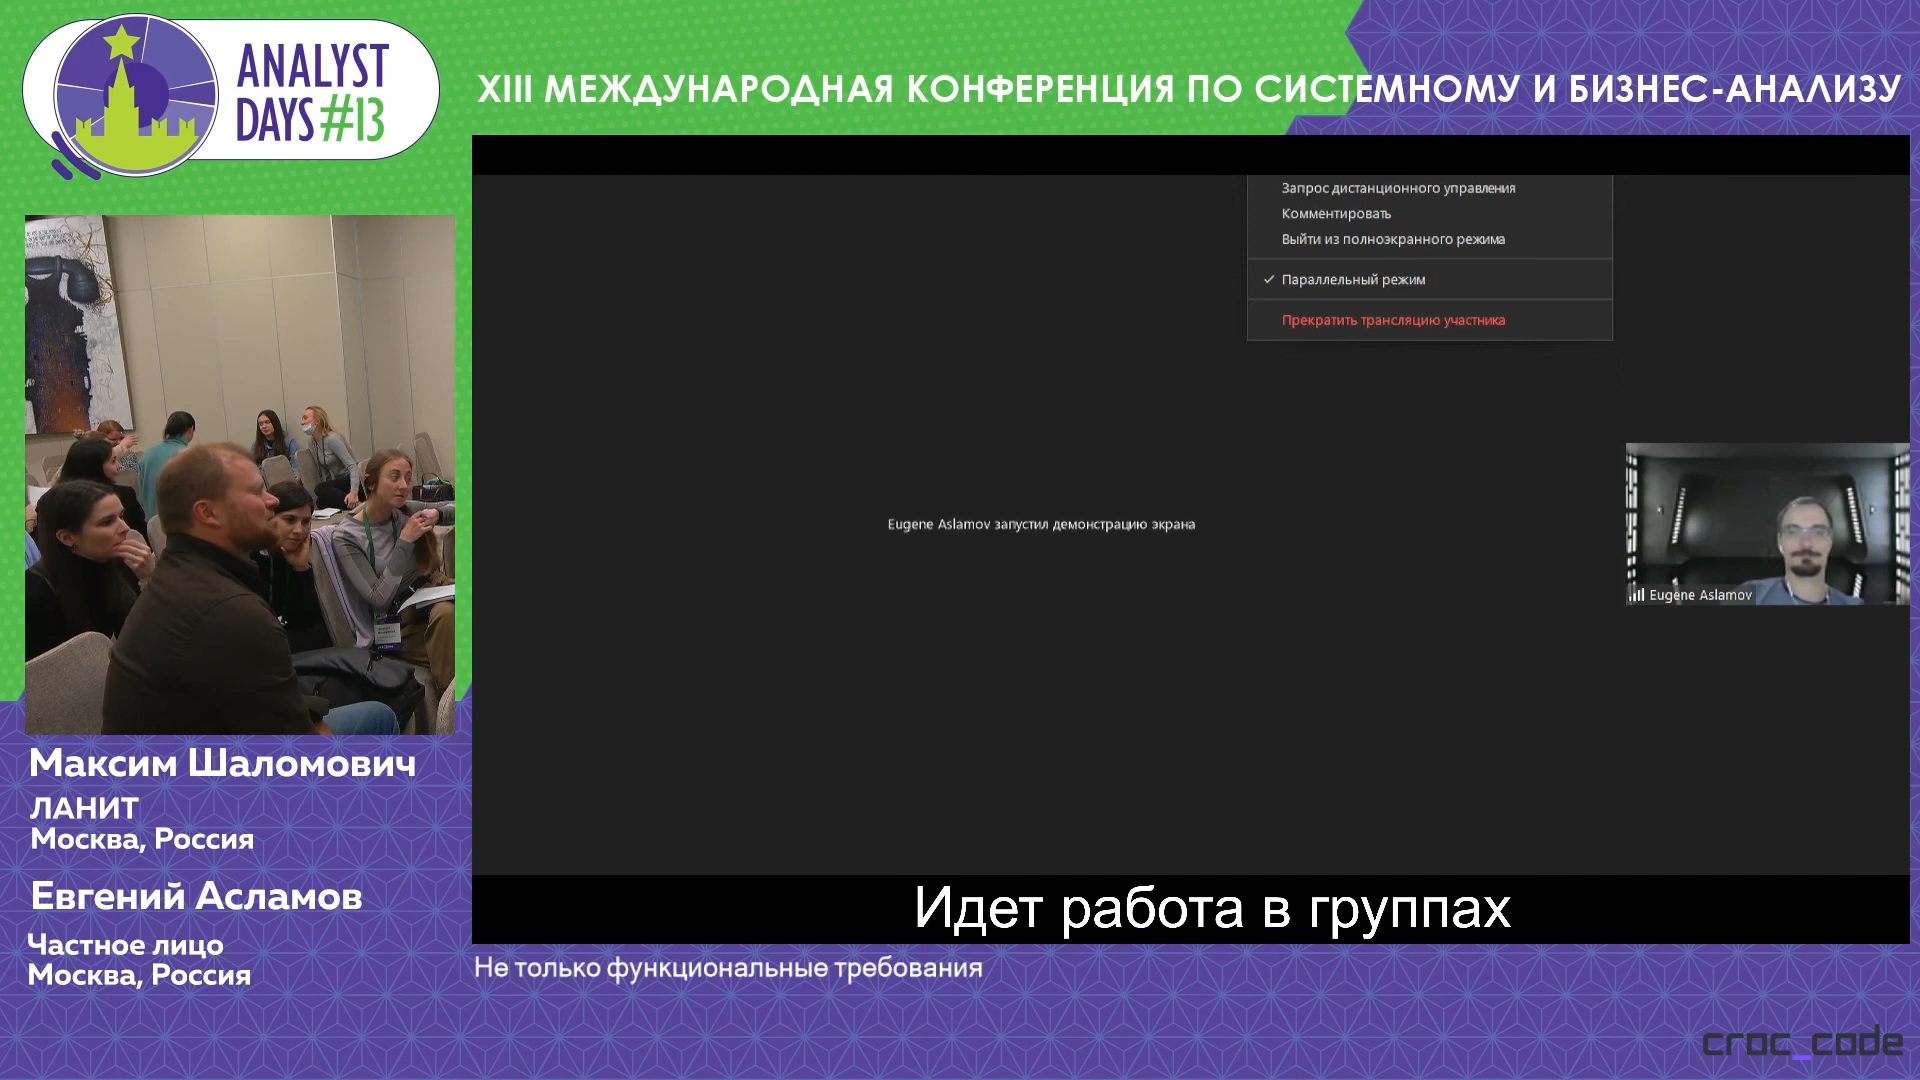 ANALYST
DAYS #13
XIII МЕЖДУНАРОДНАЯ КОНФЕРЕНЦИЯ ПО СИСТЕМНОМУ И БИЗНЕС-АНАЛИЗУ
Запрос дистанционного управления
Комментировать
Выйти из полноэкранного режима
Параллельный режим
Прекратить трансляцию участника
Eugene Aslamov запустил демонстрацию экрана
Eugene Aslamov
Максим Шаломович
ЛАНИТ
Москва, Россия
Евгений Асламов
Частное лицо
Москва, Россия
Идет работа в группах
Не только функциональные требования
croc_code